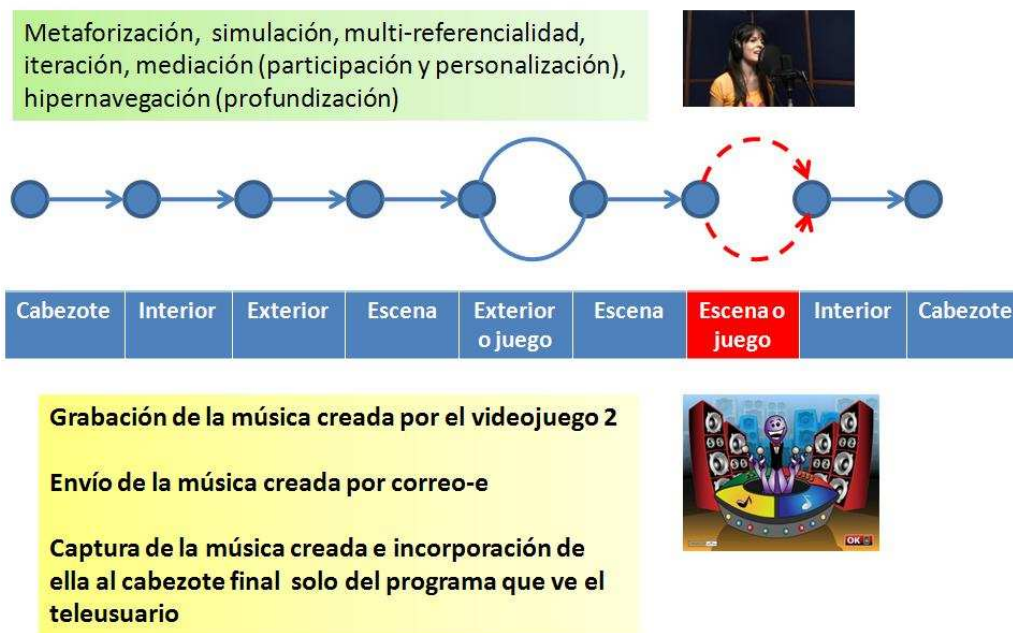 Metaforización, simulación, multi-referencialidad,
iteración, mediación (participación y personalización),
hipernavegación (profundización)
Cabezote
Interior
Exterior
Escena
Exterior
o juego
Escena
Escena o
juego
Interior
Cabezote
Grabación de la música creada por el videojuego 2
Envío de la música creada por correo-e
Captura de la música creada e incorporación de
ella al cabezote final solo del programa que ve el
teleusuario
OK